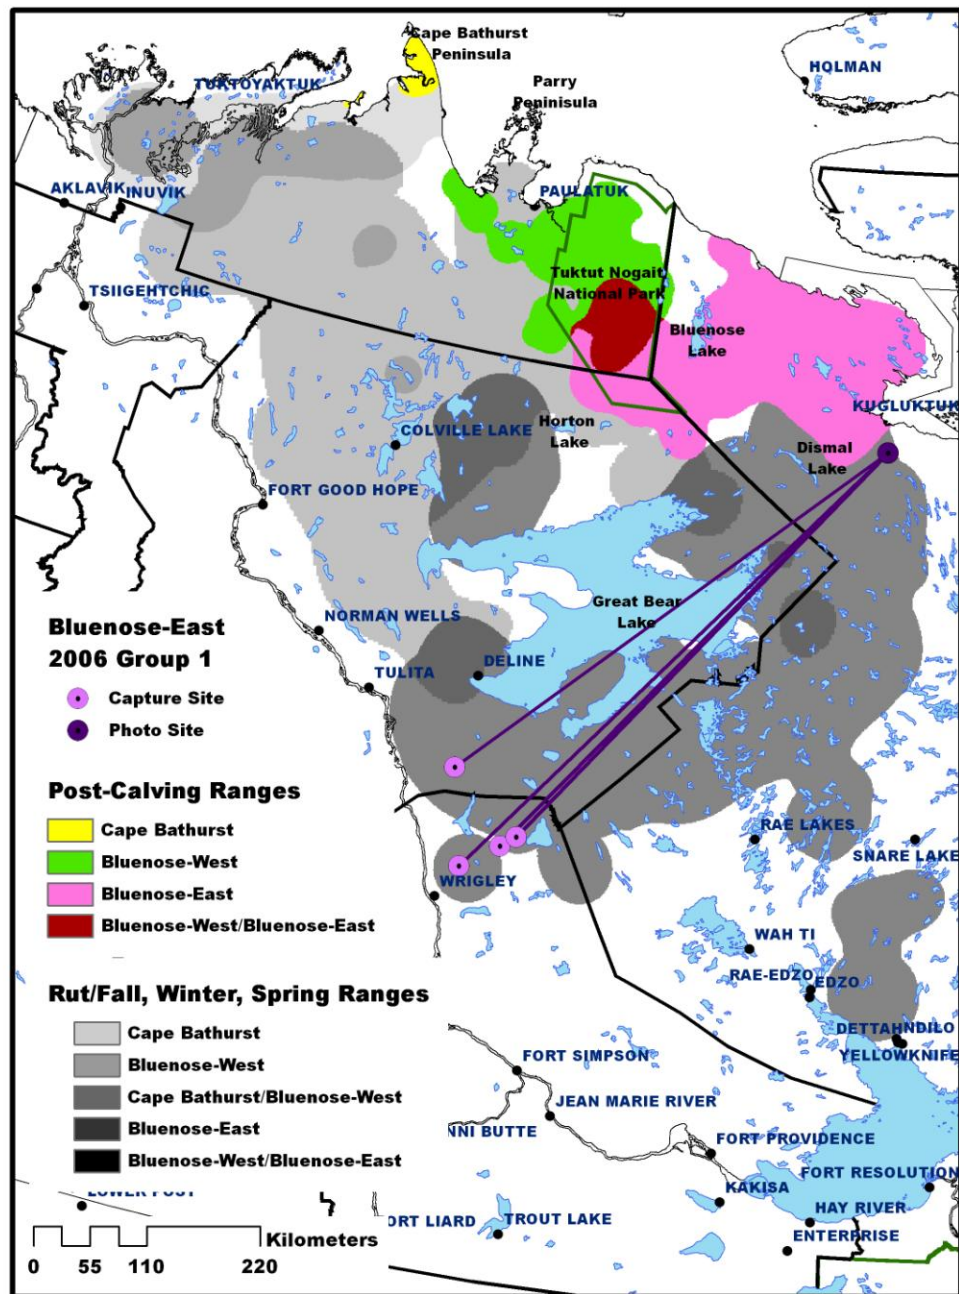 Cape Bathurst
Peninsula
HOLMAN
TUKTOYAKTUK
Parry
Peninisula
AKLAVIK
INUVIK
PAULATUK
TSIIGEHTCHIC
Tuktut Nogait
National Park
Bluenose
Lake
KUGLUKTUK
Horton
Lake
COLVILLE LAKE
Dismal
Lake
FORT GOOD HOPE
Great Bear
Lake
NORMAN WELLS
DELINE
TULITA
Bluenose-East
2006 Group 1
Capture Site
Photo Site
Post-Calving Ranges
Cape Bathurst
Bluenose-West
Bluenose-East
Bluenose-West/Bluenose-East
RAE LAKES
SNARE LAKE
WRIGLEY
WAH TI
RAE-EDZO
EDZO
DETTAH
NDILO
YELLOWKNIFE
Rut/Fall, Winter, Spring Ranges
Cape Bathurst
Bluenose-West
Cape Bathurst/Bluenose-West
Bluenose-East
Bluenose-West/Bluenose-East
FORT SIMPSON
JEAN MARIE RIVER
NNI BUTTE
FORT PROVIDENCE
FORT RESOLUTION
KAKISA
HAY RIVER
ENTERPRISE
ORT LIARD
TROUT LAKE
Kilometers
0 55 110 220